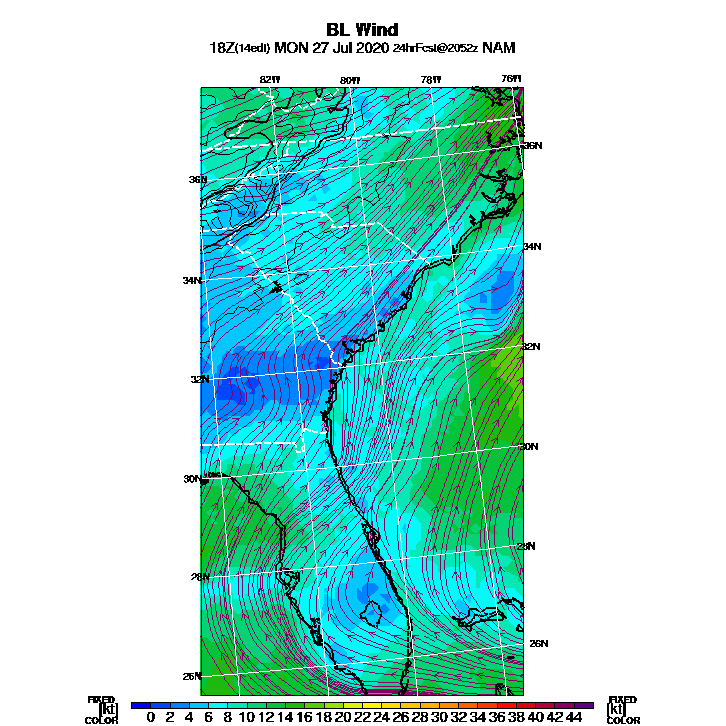 BL Wind
18Z(14edt) MON 27 Jul 2020 24hrFcst@2052z NAM
82W 80W 78W 76W
36N
36N
34N
34N
32N
32N
30N
30N
28N
28N
26N
26N
FIXED FIXED
[kt] 0 2 4 6 8 10 12 14 16 18 20 22 24 26 28 30 32 34 36 38 40 42 44 [kt]
COLOR COLOR